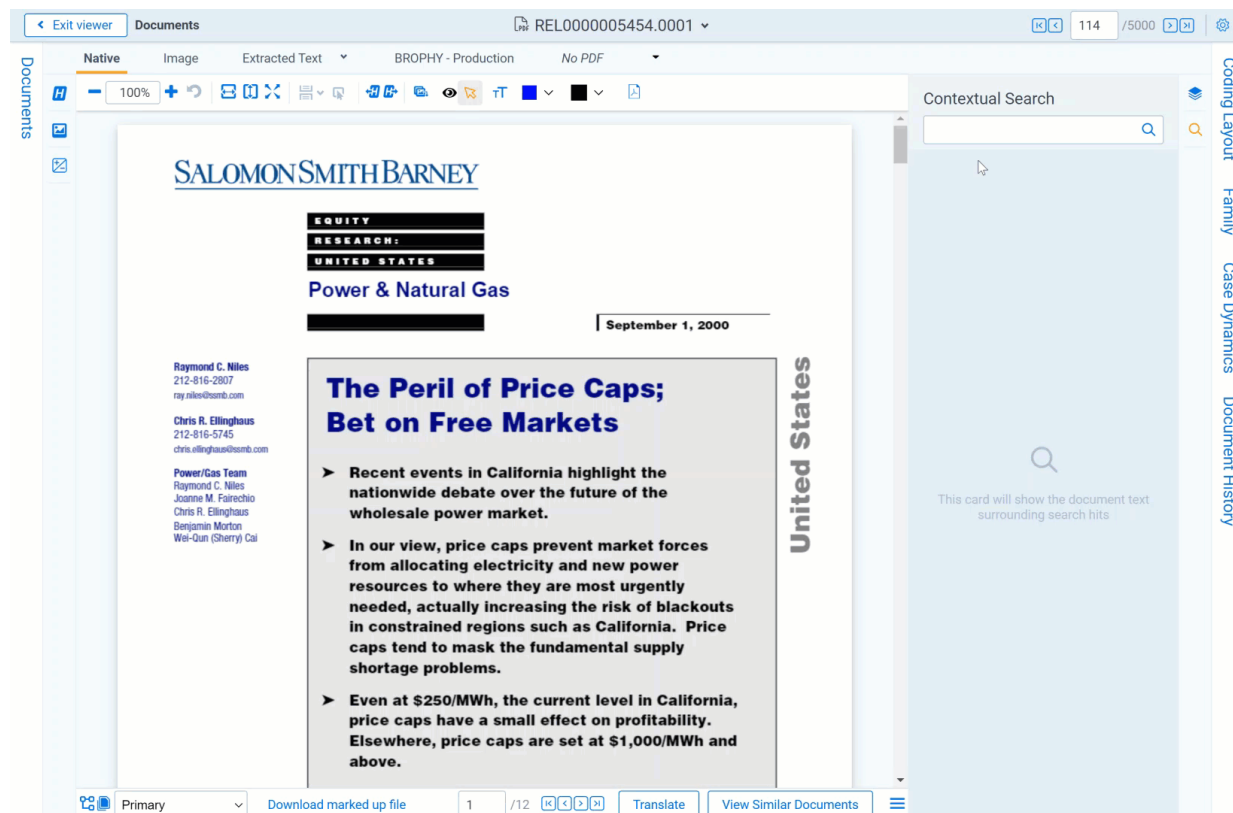 Exit viewer
Documents
REL0000005454.0001
114 /5000
Documents
Native
Image
Extracted Text
BROPHY - Production
No PDF
100%
SALOMON SMITH BARNEY
EQUITY
RESEARCH:
UNITED STATES
Power & Natural Gas
September 1, 2000
Raymond C. Niles
212-816-2807
ray.niles@ssmb.com
Chris R. Ellinghaus
212-816-5745
chris.ellinghaus@ssmb.com
Power/Gas Team
Raymond C. Niles
Joanne M. Fairechio
Chris R. Ellinghaus
Benjamin Morton
Wei-Qun (Sherry) Cai
The Peril of Price Caps;
Bet on Free Markets
➤ Recent events in California highlight the
nationwide debate over the future of the
wholesale power market.
➤ In our view, price caps prevent market forces
from allocating electricity and new power
resources to where they are most urgently
needed, actually increasing the risk of blackouts
in constrained regions such as California. Price
caps tend to mask the fundamental supply
shortage problems.
➤ Even at $250/MWh, the current level in California,
price caps have a small effect on profitability.
Elsewhere, price caps are set at $1,000/MWh and
above.
United States
Primary
Download marked up file
1 /12
Translate
View Similar Documents
Contextual Search
This card will show the document text
surrounding search hits
Coding Layout
Family
Case Dynamics
Document History